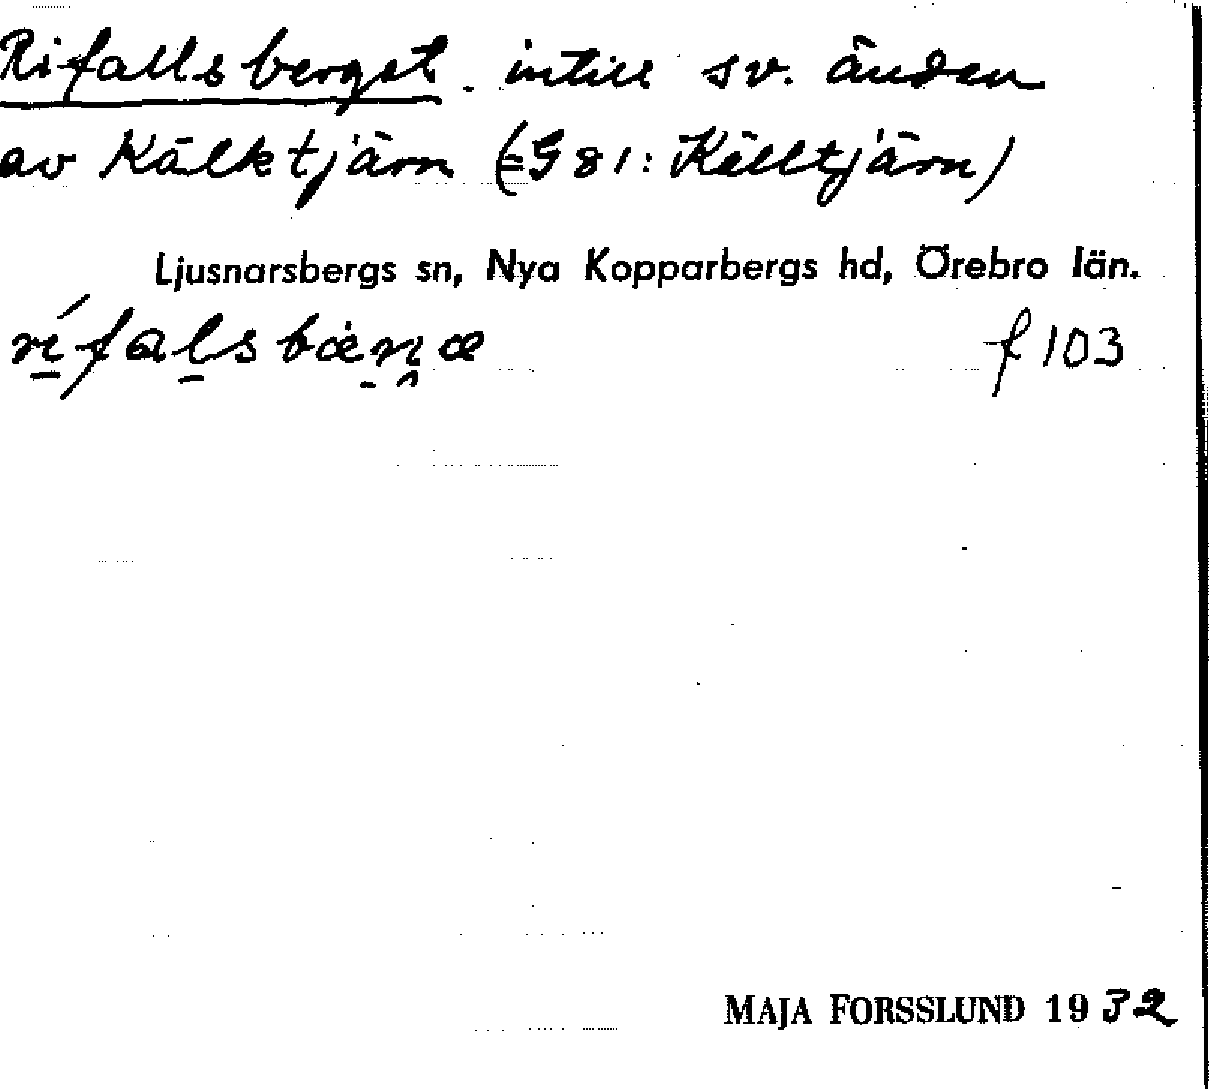 Rifallsberget. intill sv. änden
av Kälktjärn (=G 81: Källtjärn)
Ljusnarsbergs sn, Nya Kopparbergs hd, Örebro län.
rífalsbæṇæ f 103
MAJA FORSSLUND 1932